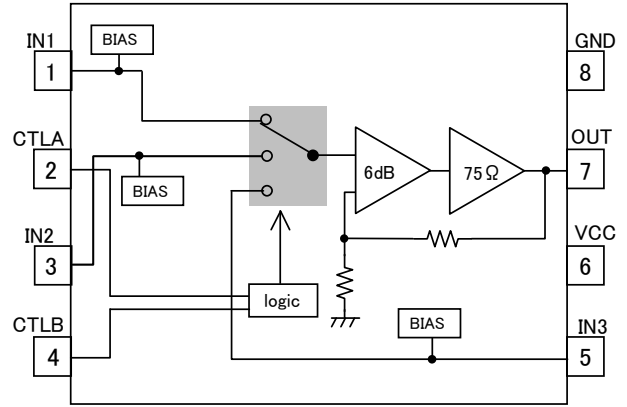 IN1
1
BIAS
GND
8
CTLA
2
BIAS
6dB
75Ω
OUT
7
IN2
3
VCC
6
logic
CTLB
4
BIAS
IN3
5